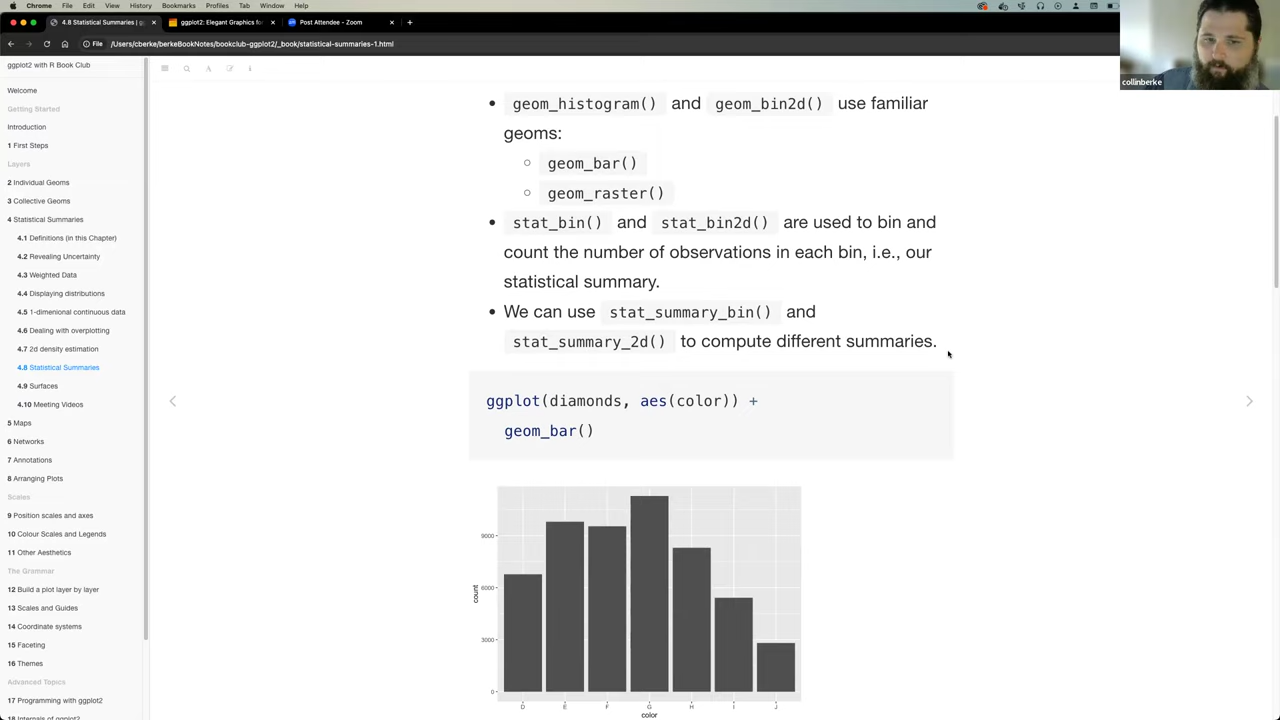 Chrome File Edit View History Bookmarks Profiles Tab Window Help
4.8 Statistical Summaries | gg
ggplot2: Elegant Graphics for
Post Attendee - Zoom
File /Users/cberke/berkeBookNotes/bookclub-ggplot2/_book/statistical-summaries-1.html
collinberke
ggplot2 with R Book Club
Welcome
Getting Started
Introduction
1 First Steps
Layers
2 Individual Geoms
3 Collective Geoms
4 Statistical Summaries
4.1 Definitions (in this Chapter)
4.2 Revealing Uncertainty
4.3 Weighted Data
4.4 Displaying distributions
4.5 1-dimenional continuous data
4.6 Dealing with overplotting
4.7 2d density estimation
4.8 Statistical Summaries
4.9 Surfaces
4.10 Meeting Videos
5 Maps
6 Networks
7 Annotations
8 Arranging Plots
Scales
9 Position scales and axes
10 Colour Scales and Legends
11 Other Aesthetics
The Grammar
12 Build a plot layer by layer
13 Scales and Guides
14 Coordinate systems
15 Faceting
16 Themes
Advanced Topics
17 Programming with ggplot2
18 Internals of ggplot2
• geom_histogram() and geom_bin2d() use familiar
geoms:
○ geom_bar()
○ geom_raster()
• stat_bin() and stat_bin2d() are used to bin and
count the number of observations in each bin, i.e., our
statistical summary.
• We can use stat_summary_bin() and
stat_summary_2d() to compute different summaries.
ggplot(diamonds, aes(color)) +
geom_bar()
9000
6000
3000
0
count
D E F G H I J
color